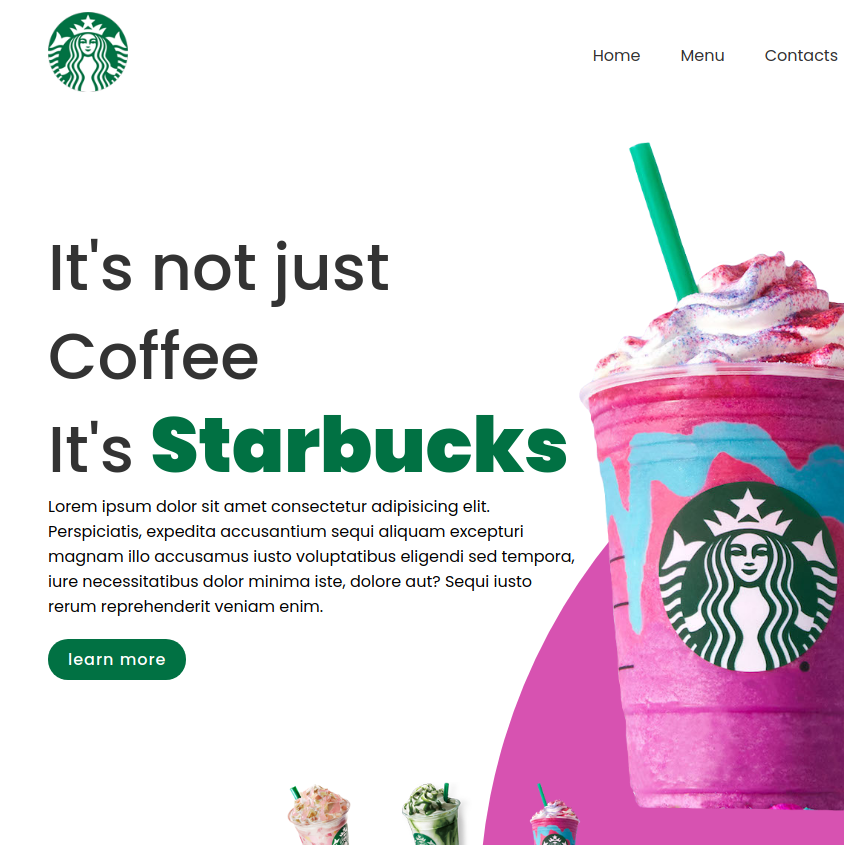 Home Menu Contacts
It's not just
Coffee
It's Starbucks
Lorem ipsum dolor sit amet consectetur adipisicing elit.
Perspiciatis, expedita accusantium sequi aliquam excepturi
magnam illo accusamus iusto voluptatibus eligendi sed tempora,
iure necessitatibus dolor minima iste, dolore aut? Sequi iusto
rerum reprehenderit veniam enim.
learn more